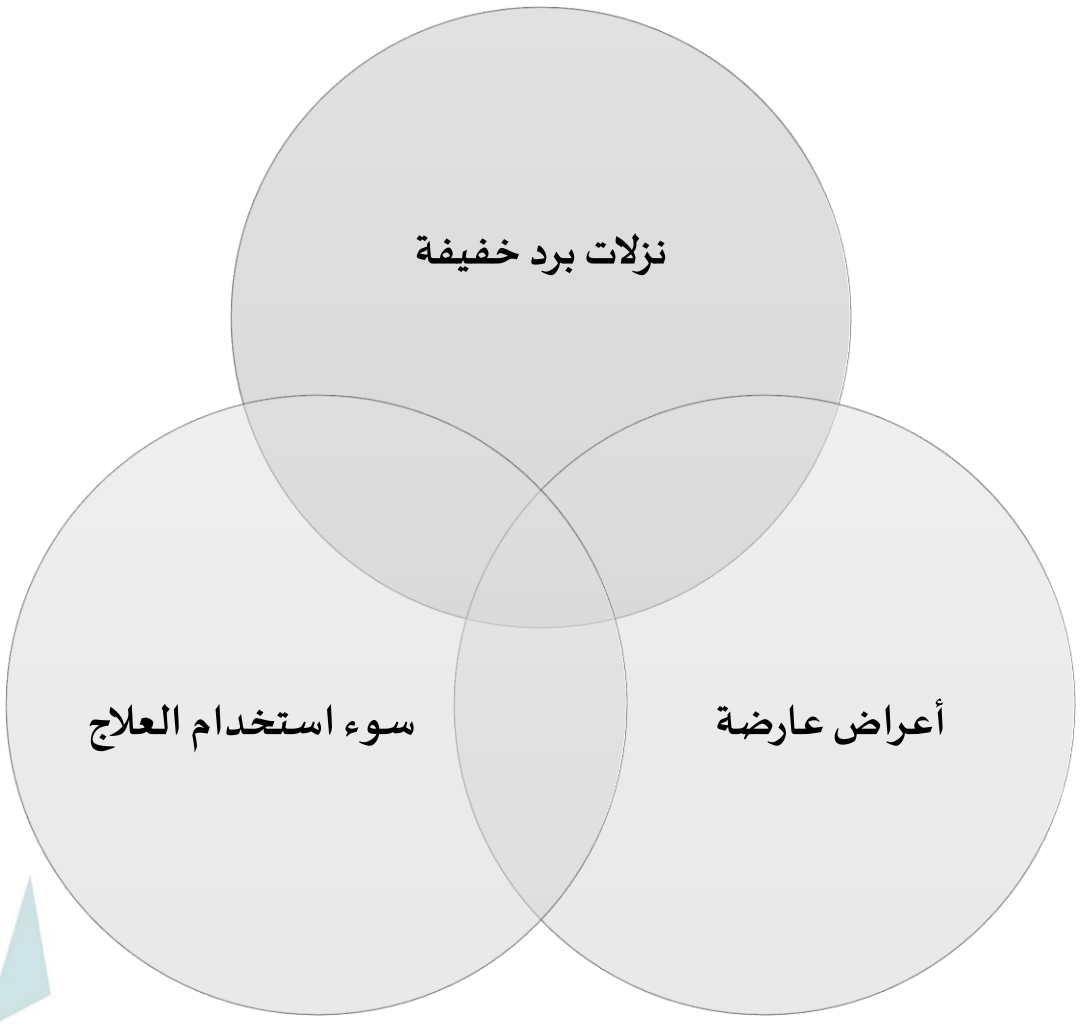 نزلات برد خفيفة
أعراض عارضة
سوء استخدام العلاج